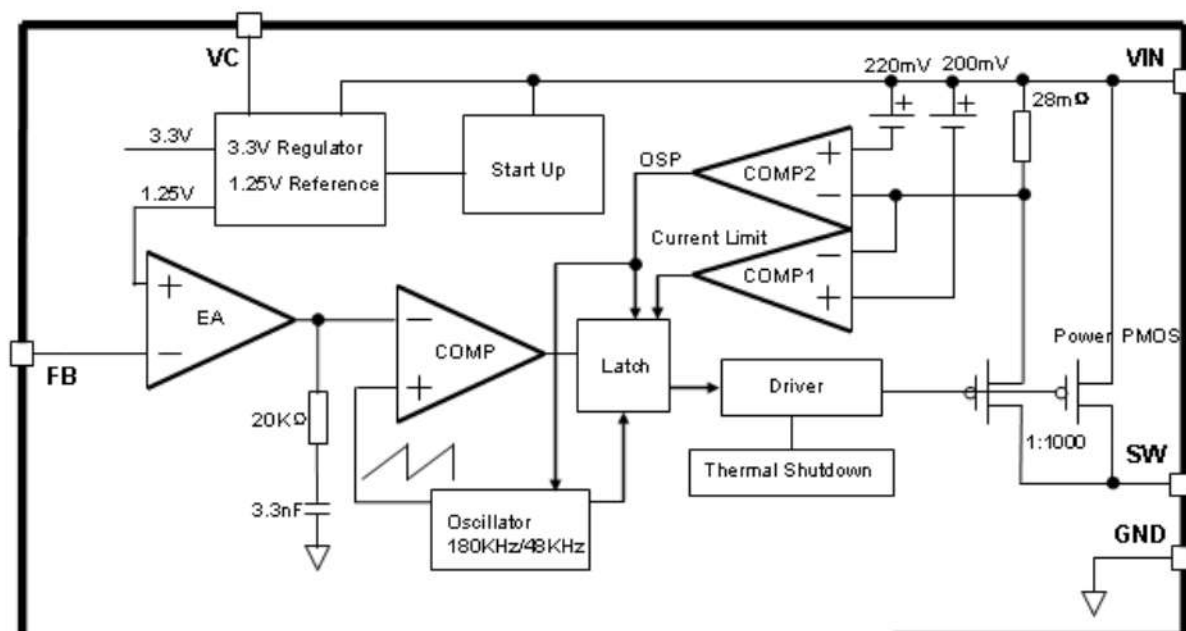 VC
VIN
220mV 200mV
28mΩ
3.3V
3.3V Regulator
1.25V Reference
1.25V
Start Up
OSP
COMP2
+
−
Current Limit
COMP1
−
+
+
+
EA
+
−
FB
COMP
−
+
Latch
Driver
Power PMOS
1:1000
SW
Thermal Shutdown
20KΩ
3.3nF
Oscillator
180KHz/48KHz
GND